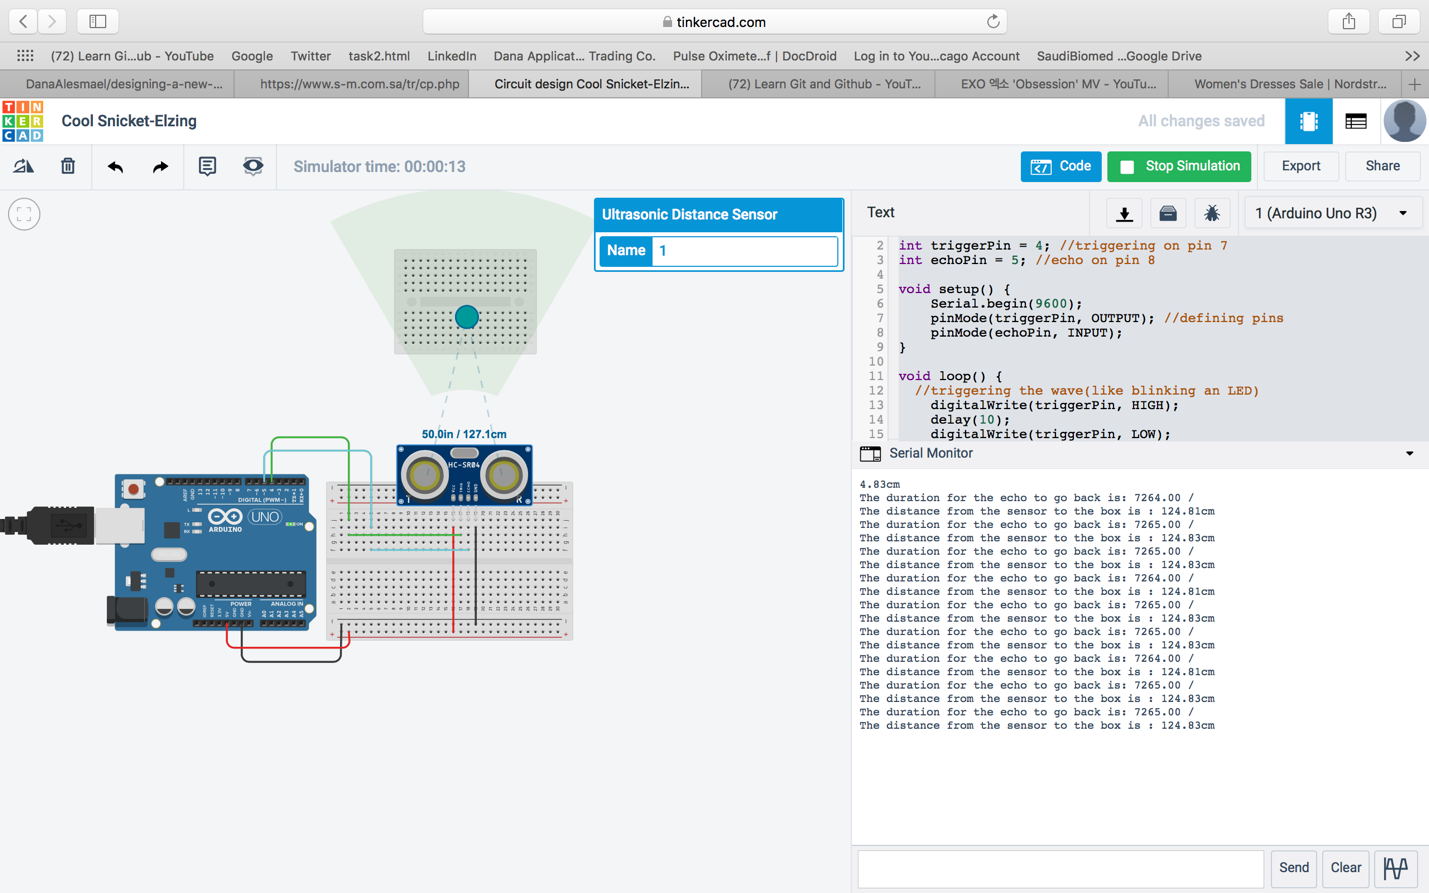 tinkercad.com
(72) Learn Gi...ub - YouTube Google Twitter task2.html LinkedIn Dana Applicat... Trading Co. Pulse Oximete...f | DocDroid Log in to You...cago Account SaudiBiomed ...Google Drive
DanaAlesmael/designing-a-new-... https://www.s-m.com.sa/tr/cp.php Circuit design Cool Snicket-Elzin... (72) Learn Git and Github - YouT... EXO 엑소 'Obsession' MV - YouTu... Women's Dresses Sale | Nordstr...
TIN
KER
CAD
Cool Snicket-Elzing
All changes saved
Simulator time: 00:00:13
Code
Stop Simulation
Export
Share
Ultrasonic Distance Sensor
Name 1
Text
1 (Arduino Uno R3)
2 int triggerPin = 4; //triggering on pin 7
3 int echoPin = 5; //echo on pin 8
4
5 void setup() {
6 Serial.begin(9600);
7 pinMode(triggerPin, OUTPUT); //defining pins
8 pinMode(echoPin, INPUT);
9 }
10
11 void loop() {
12 //triggering the wave(like blinking an LED)
13 digitalWrite(triggerPin, HIGH);
14 delay(10);
15 digitalWrite(triggerPin, LOW);
50.0in / 127.1cm
HC-SR04
DIGITAL (PWM~)
UNO
ARDUINO
TX
RX
L
ON
POWER
ANALOG IN
Serial Monitor
4.83cm
The duration for the echo to go back is: 7264.00 /
The distance from the sensor to the box is : 124.81cm
The duration for the echo to go back is: 7265.00 /
The distance from the sensor to the box is : 124.83cm
The duration for the echo to go back is: 7265.00 /
The distance from the sensor to the box is : 124.83cm
The duration for the echo to go back is: 7264.00 /
The distance from the sensor to the box is : 124.81cm
The duration for the echo to go back is: 7265.00 /
The distance from the sensor to the box is : 124.83cm
The duration for the echo to go back is: 7265.00 /
The distance from the sensor to the box is : 124.83cm
The duration for the echo to go back is: 7264.00 /
The distance from the sensor to the box is : 124.81cm
The duration for the echo to go back is: 7265.00 /
The distance from the sensor to the box is : 124.83cm
The duration for the echo to go back is: 7265.00 /
The distance from the sensor to the box is : 124.83cm
Send
Clear